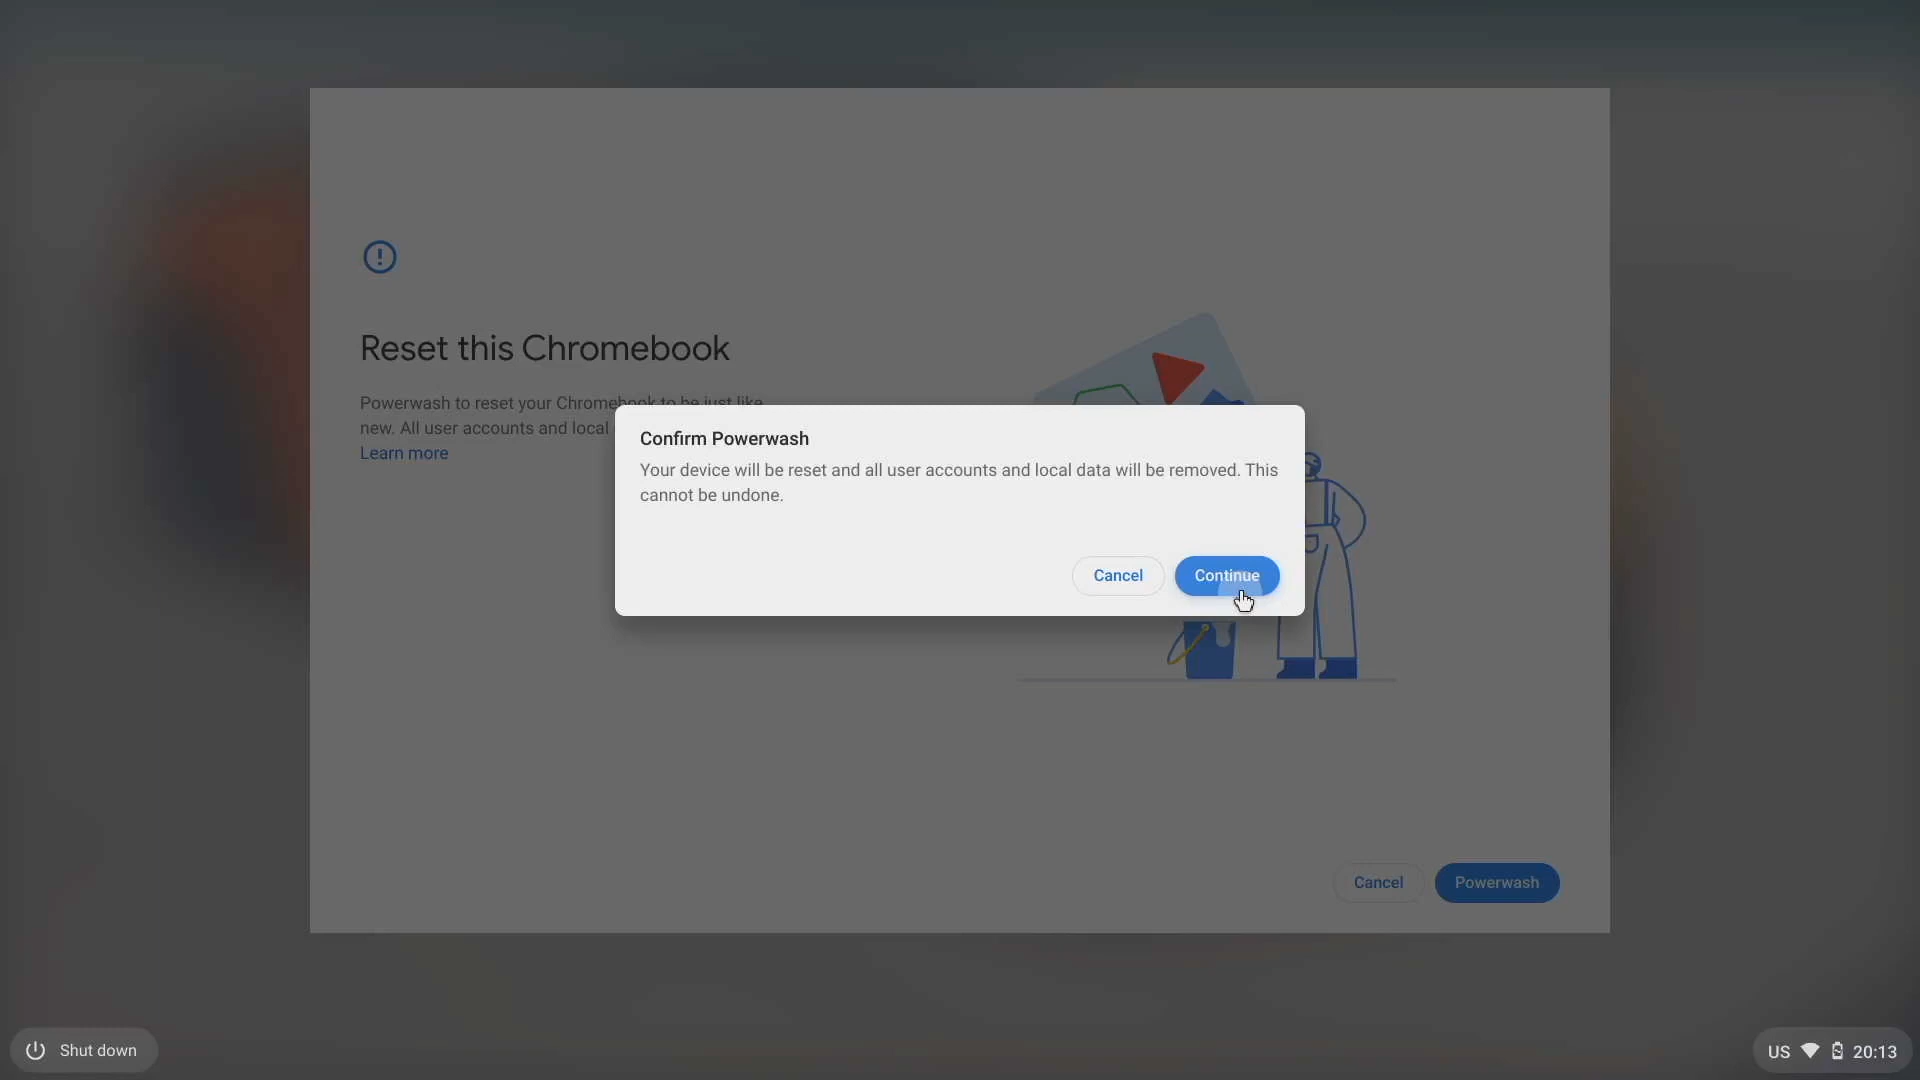 Reset this Chromebook
Powerwash to reset your Chromebook to be just like
new. All user accounts and local
Learn more
Confirm Powerwash
Your device will be reset and all user accounts and local data will be removed. This
cannot be undone.
Cancel
Continue
Cancel
Powerwash
Shut down
US
20:13